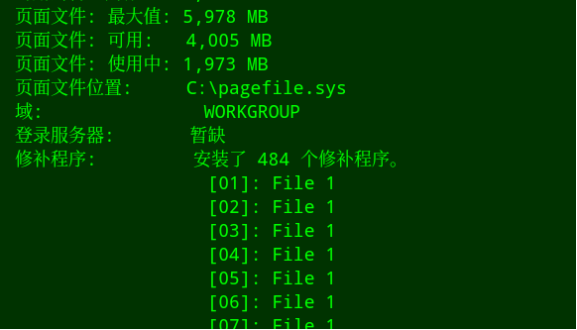 页面文件: 最大值: 5,978 MB
页面文件: 可用: 4,005 MB
页面文件: 使用中: 1,973 MB
页面文件位置: C:\pagefile.sys
域: WORKGROUP
登录服务器: 暂缺
修补程序: 安装了 484 个修补程序。
[01]: File 1
[02]: File 1
[03]: File 1
[04]: File 1
[05]: File 1
[06]: File 1
[07]: File 1